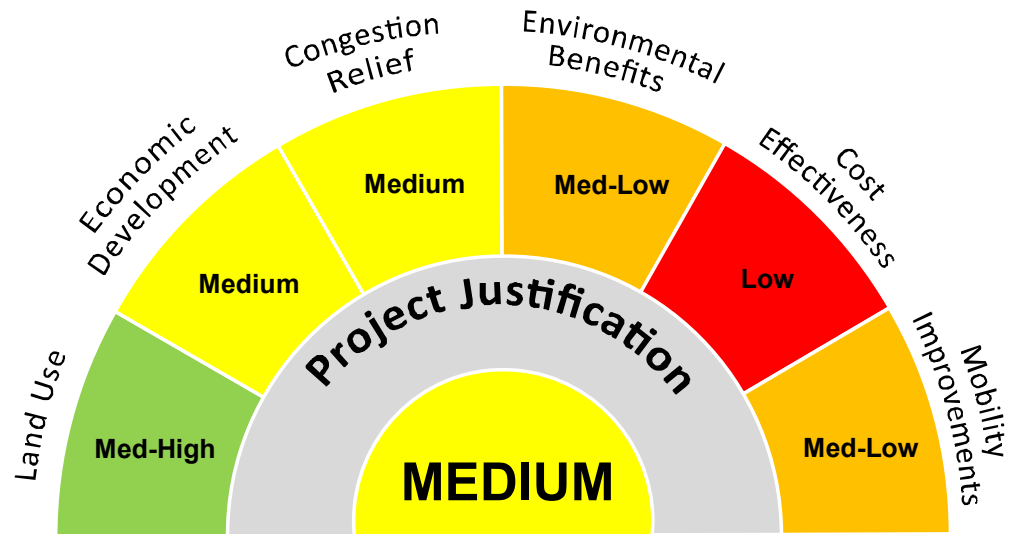 Land Use
Med-High
Economic
Development
Medium
Congestion
Relief
Medium
Environmental
Benefits
Med-Low
Cost
Effectiveness
Low
Mobility
Improvements
Med-Low
Project Justification
MEDIUM